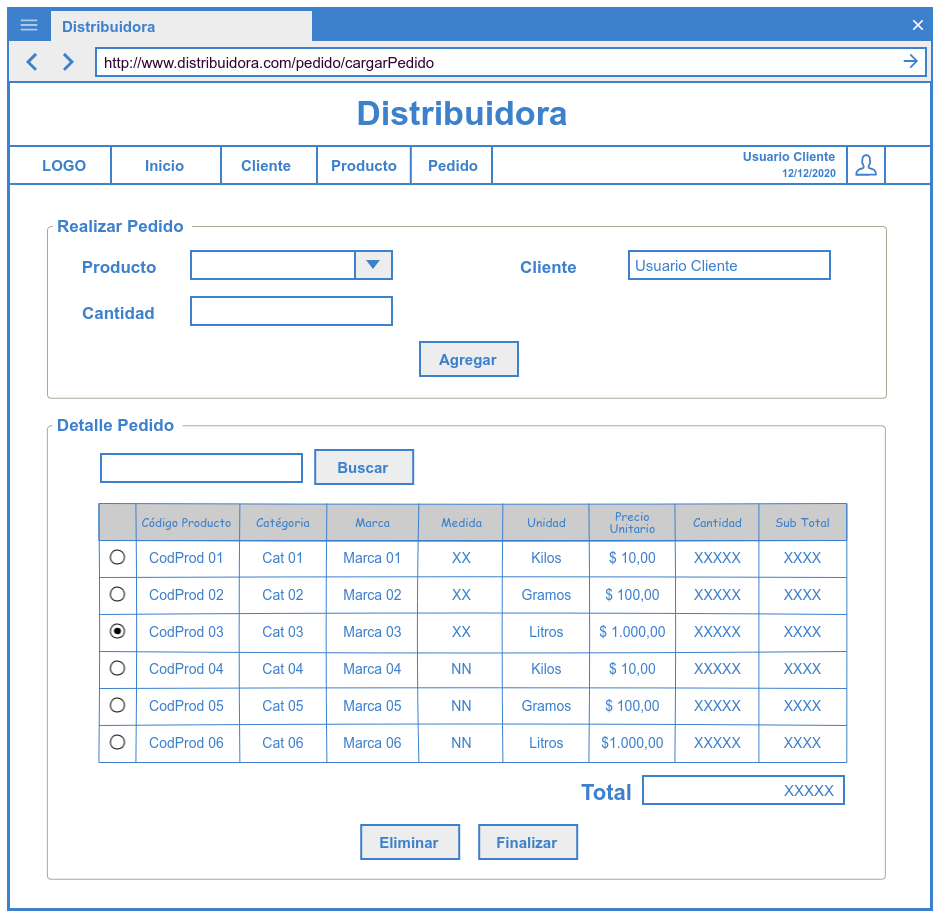 Distribuidora
http://www.distribuidora.com/pedido/cargarPedido
Distribuidora
LOGO Inicio Cliente Producto Pedido Usuario Cliente
12/12/2020
Realizar Pedido
Producto Cliente Usuario Cliente
Cantidad
Agregar
Detalle Pedido
Buscar
Código Producto Catégoria Marca Medida Unidad Precio Unitario Cantidad Sub Total
CodProd 01 Cat 01 Marca 01 XX Kilos $ 10,00 XXXXX XXXX
CodProd 02 Cat 02 Marca 02 XX Gramos $ 100,00 XXXXX XXXX
CodProd 03 Cat 03 Marca 03 XX Litros $ 1.000,00 XXXXX XXXX
CodProd 04 Cat 04 Marca 04 NN Kilos $ 10,00 XXXXX XXXX
CodProd 05 Cat 05 Marca 05 NN Gramos $ 100,00 XXXXX XXXX
CodProd 06 Cat 06 Marca 06 NN Litros $1.000,00 XXXXX XXXX
Total XXXXX
Eliminar Finalizar